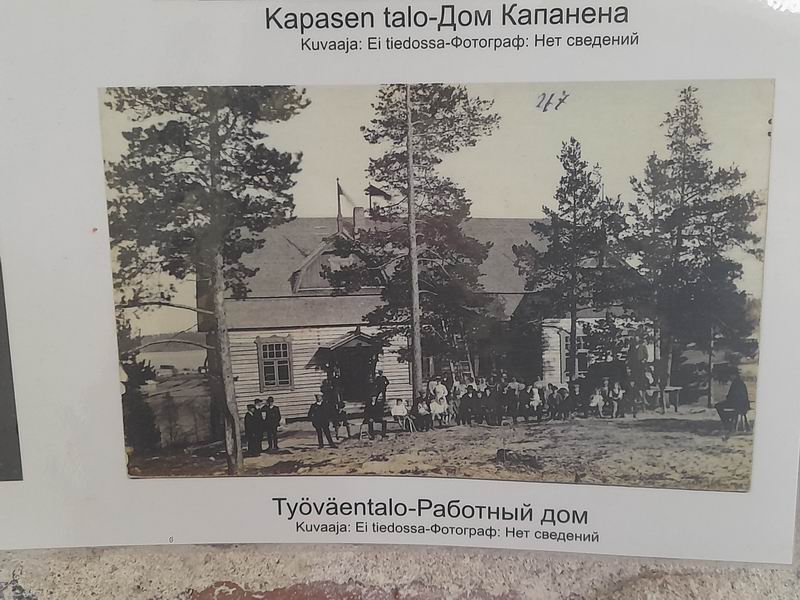 Kapasen talo-Дом Капанена
Kuvaaja: Ei tiedossa-Фотограф: Нет сведений
267
Työväentalo-Работный дом
Kuvaaja: Ei tiedossa-Фотограф: Нет сведений